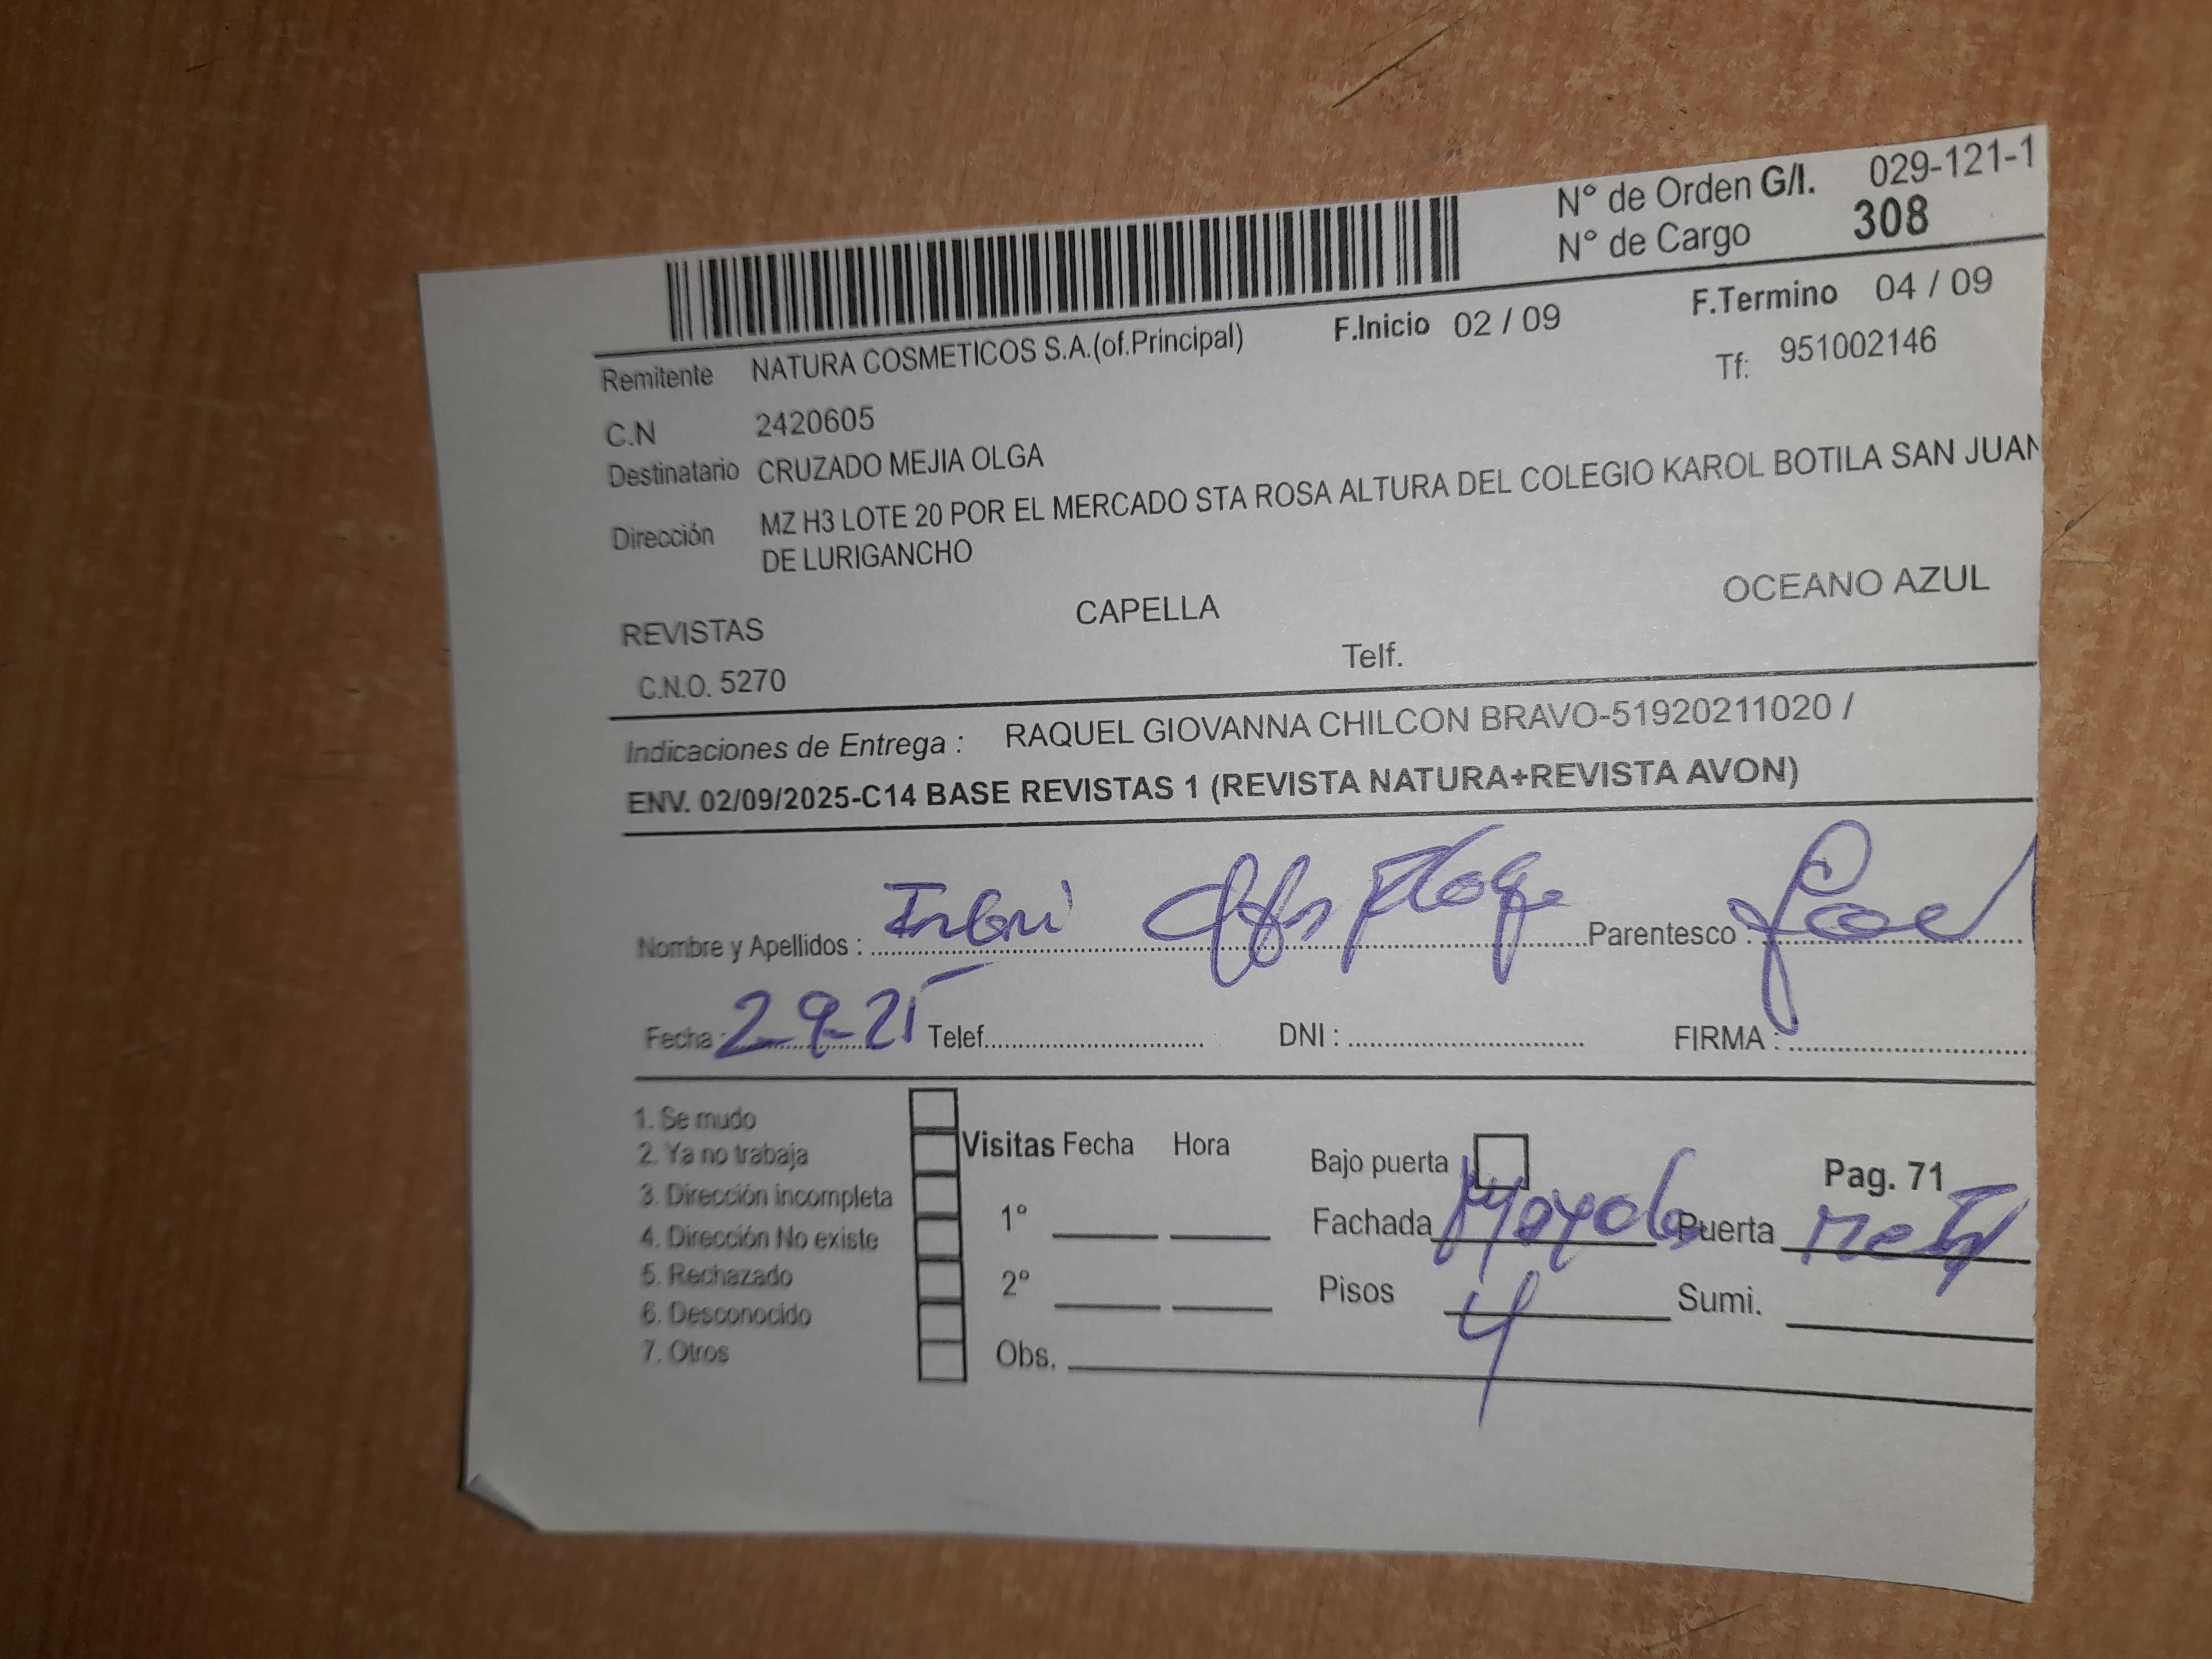 N° de Orden G/I. 029-121-1
N° de Cargo 308
Remitente NATURA COSMETICOS S.A.(of.Principal) F.Inicio 02 / 09 F.Termino 04 / 09
C.N 2420605 Tf: 951002146
Destinatario CRUZADO MEJIA OLGA
Dirección MZ H3 LOTE 20 POR EL MERCADO STA ROSA ALTURA DEL COLEGIO KAROL BOTILA SAN JUAN
DE LURIGANCHO
REVISTAS CAPELLA OCEANO AZUL
C.N.O. 5270 Telf.
Indicaciones de Entrega : RAQUEL GIOVANNA CHILCON BRAVO-51920211020 /
ENV. 02/09/2025-C14 BASE REVISTAS 1 (REVISTA NATURA+REVISTA AVON)
Nombre y Apellidos : Parentesco :
Fecha : 2-9-25 Telef. DNI : FIRMA :
1. Se mudo
2. Ya no trabaja Visitas Fecha Hora Bajo puerta Pag. 71
3. Dirección incompleta 1° Fachada Puerta Metal
4. Dirección No existe
5. Rechazado 2° Pisos 4 Sumi.
6. Desconocido
7. Otros Obs.